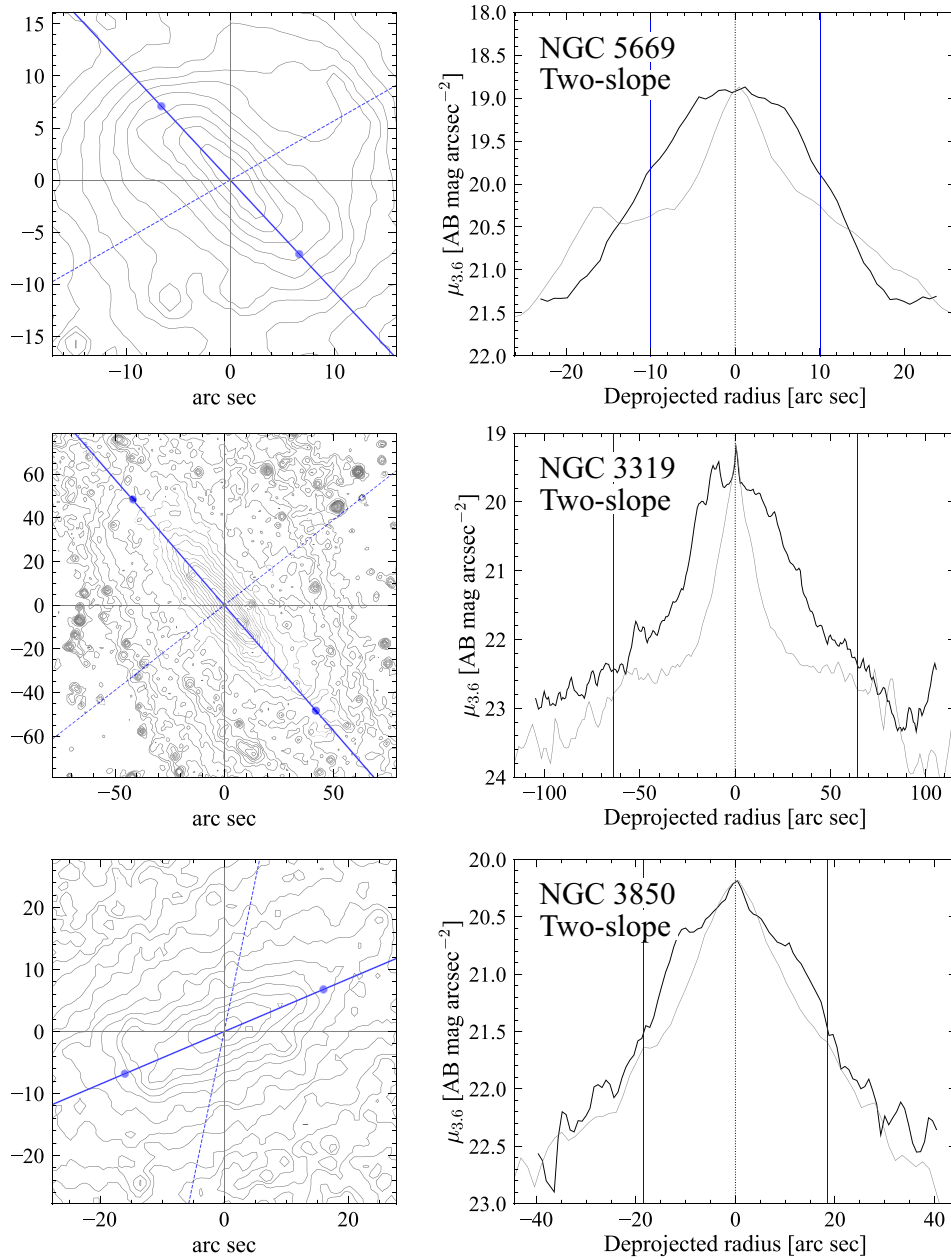 15
10
5
0
−5
−10
−15
−10 0 10
arc sec
18.0
18.5
19.0
19.5
20.0
20.5
21.0
21.5
22.0
μ3.6 [AB mag arcsec−2]
NGC 5669
Two-slope
−20 −10 0 10 20
Deprojected radius [arc sec]
60
40
20
0
−20
−40
−60
−50 0 50
arc sec
19
20
21
22
23
24
μ3.6 [AB mag arcsec−2]
NGC 3319
Two-slope
−100 −50 0 50 100
Deprojected radius [arc sec]
20
10
0
−10
−20
−20 0 20
arc sec
20.0
20.5
21.0
21.5
22.0
22.5
23.0
μ3.6 [AB mag arcsec−2]
NGC 3850
Two-slope
−40 −20 0 20 40
Deprojected radius [arc sec]